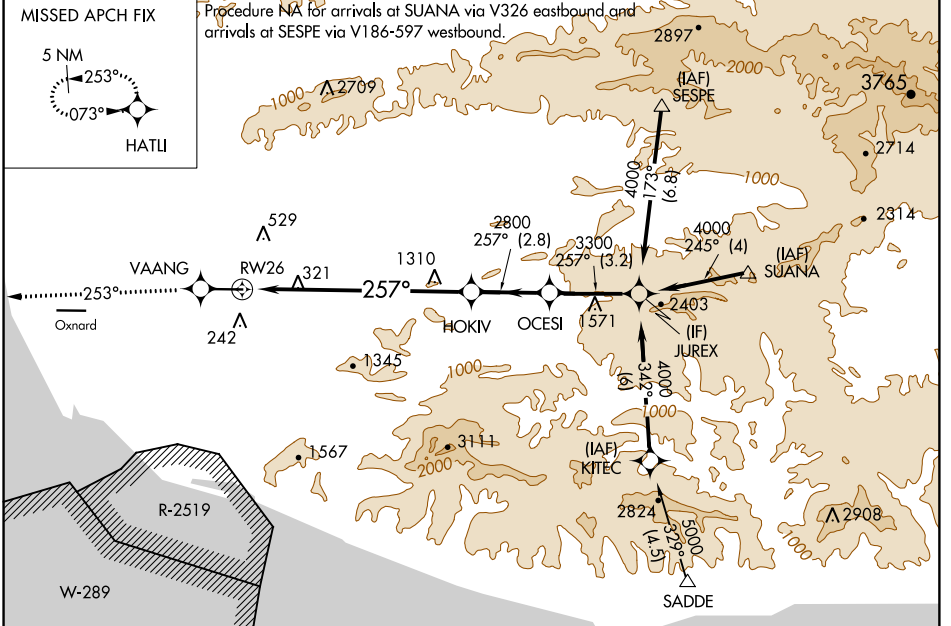 MISSED APCH FIX
5 NM
253°
073°
HATLI
Procedure NA for arrivals at SUANA via V326 eastbound and
arrivals at SESPE via V186-597 westbound.
2897
2000
3765
1000
2709
(IAF)
SESPE
2714
4000
173°
(6.8)
1000
2314
529
2800
257° (2.8)
3300
257° (3.2)
4000
245° (4)
(IAF)
SUANA
VAANG
RW26
321
1310
253°
257°
Oxnard
242
HOKIV
OCESI
1571
2403
(IF)
JUREX
1345
1000
4000
342°
(6)
1000
1567
3111
2000
(IAF)
KITEC
R-2519
2824
2908
1000
5000
329°
(4.5)
W-289
SADDE